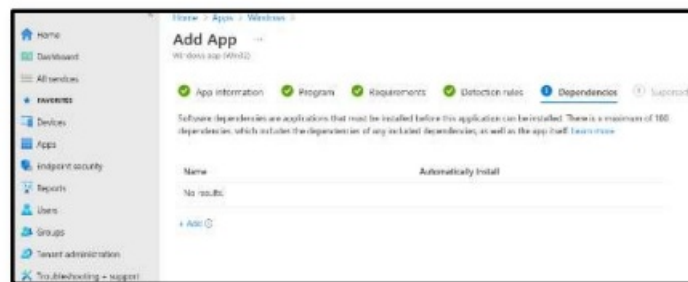 Home > Apps > Windows >
Add App ...
Windows app (Win32)
Home
Dashboard
All services
FAVORITES
Devices
Apps
Endpoint security
Reports
Users
Groups
Tenant administration
Troubleshooting + support
App information
Program
Requirements
Detection rules
Dependencies
Software dependencies are applications that must be installed before this application can be installed. There is a maximum of 100
dependencies, which includes the dependencies of any included dependencies, as well as the app itself. Learn more
Name Automatically Install
No results
+ Add